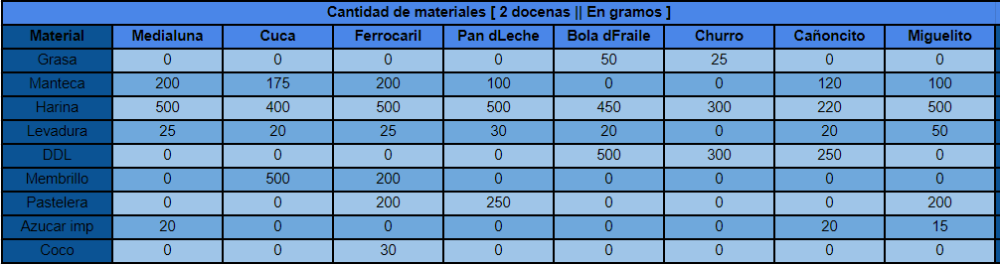 Cantidad de materiales [ 2 docenas || En gramos ]
Material Medialuna Cuca Ferrocaril Pan dLeche Bola dFraile Churro Cañoncito Miguelito
Grasa 0 0 0 0 50 25 0 0
Manteca 200 175 200 100 0 0 120 100
Harina 500 400 500 500 450 300 220 500
Levadura 25 20 25 30 20 0 20 50
DDL 0 0 0 0 500 300 250 0
Membrillo 0 500 200 0 0 0 0 0
Pastelera 0 0 200 250 0 0 0 200
Azucar imp 20 0 0 0 0 0 20 15
Coco 0 0 30 0 0 0 0 0